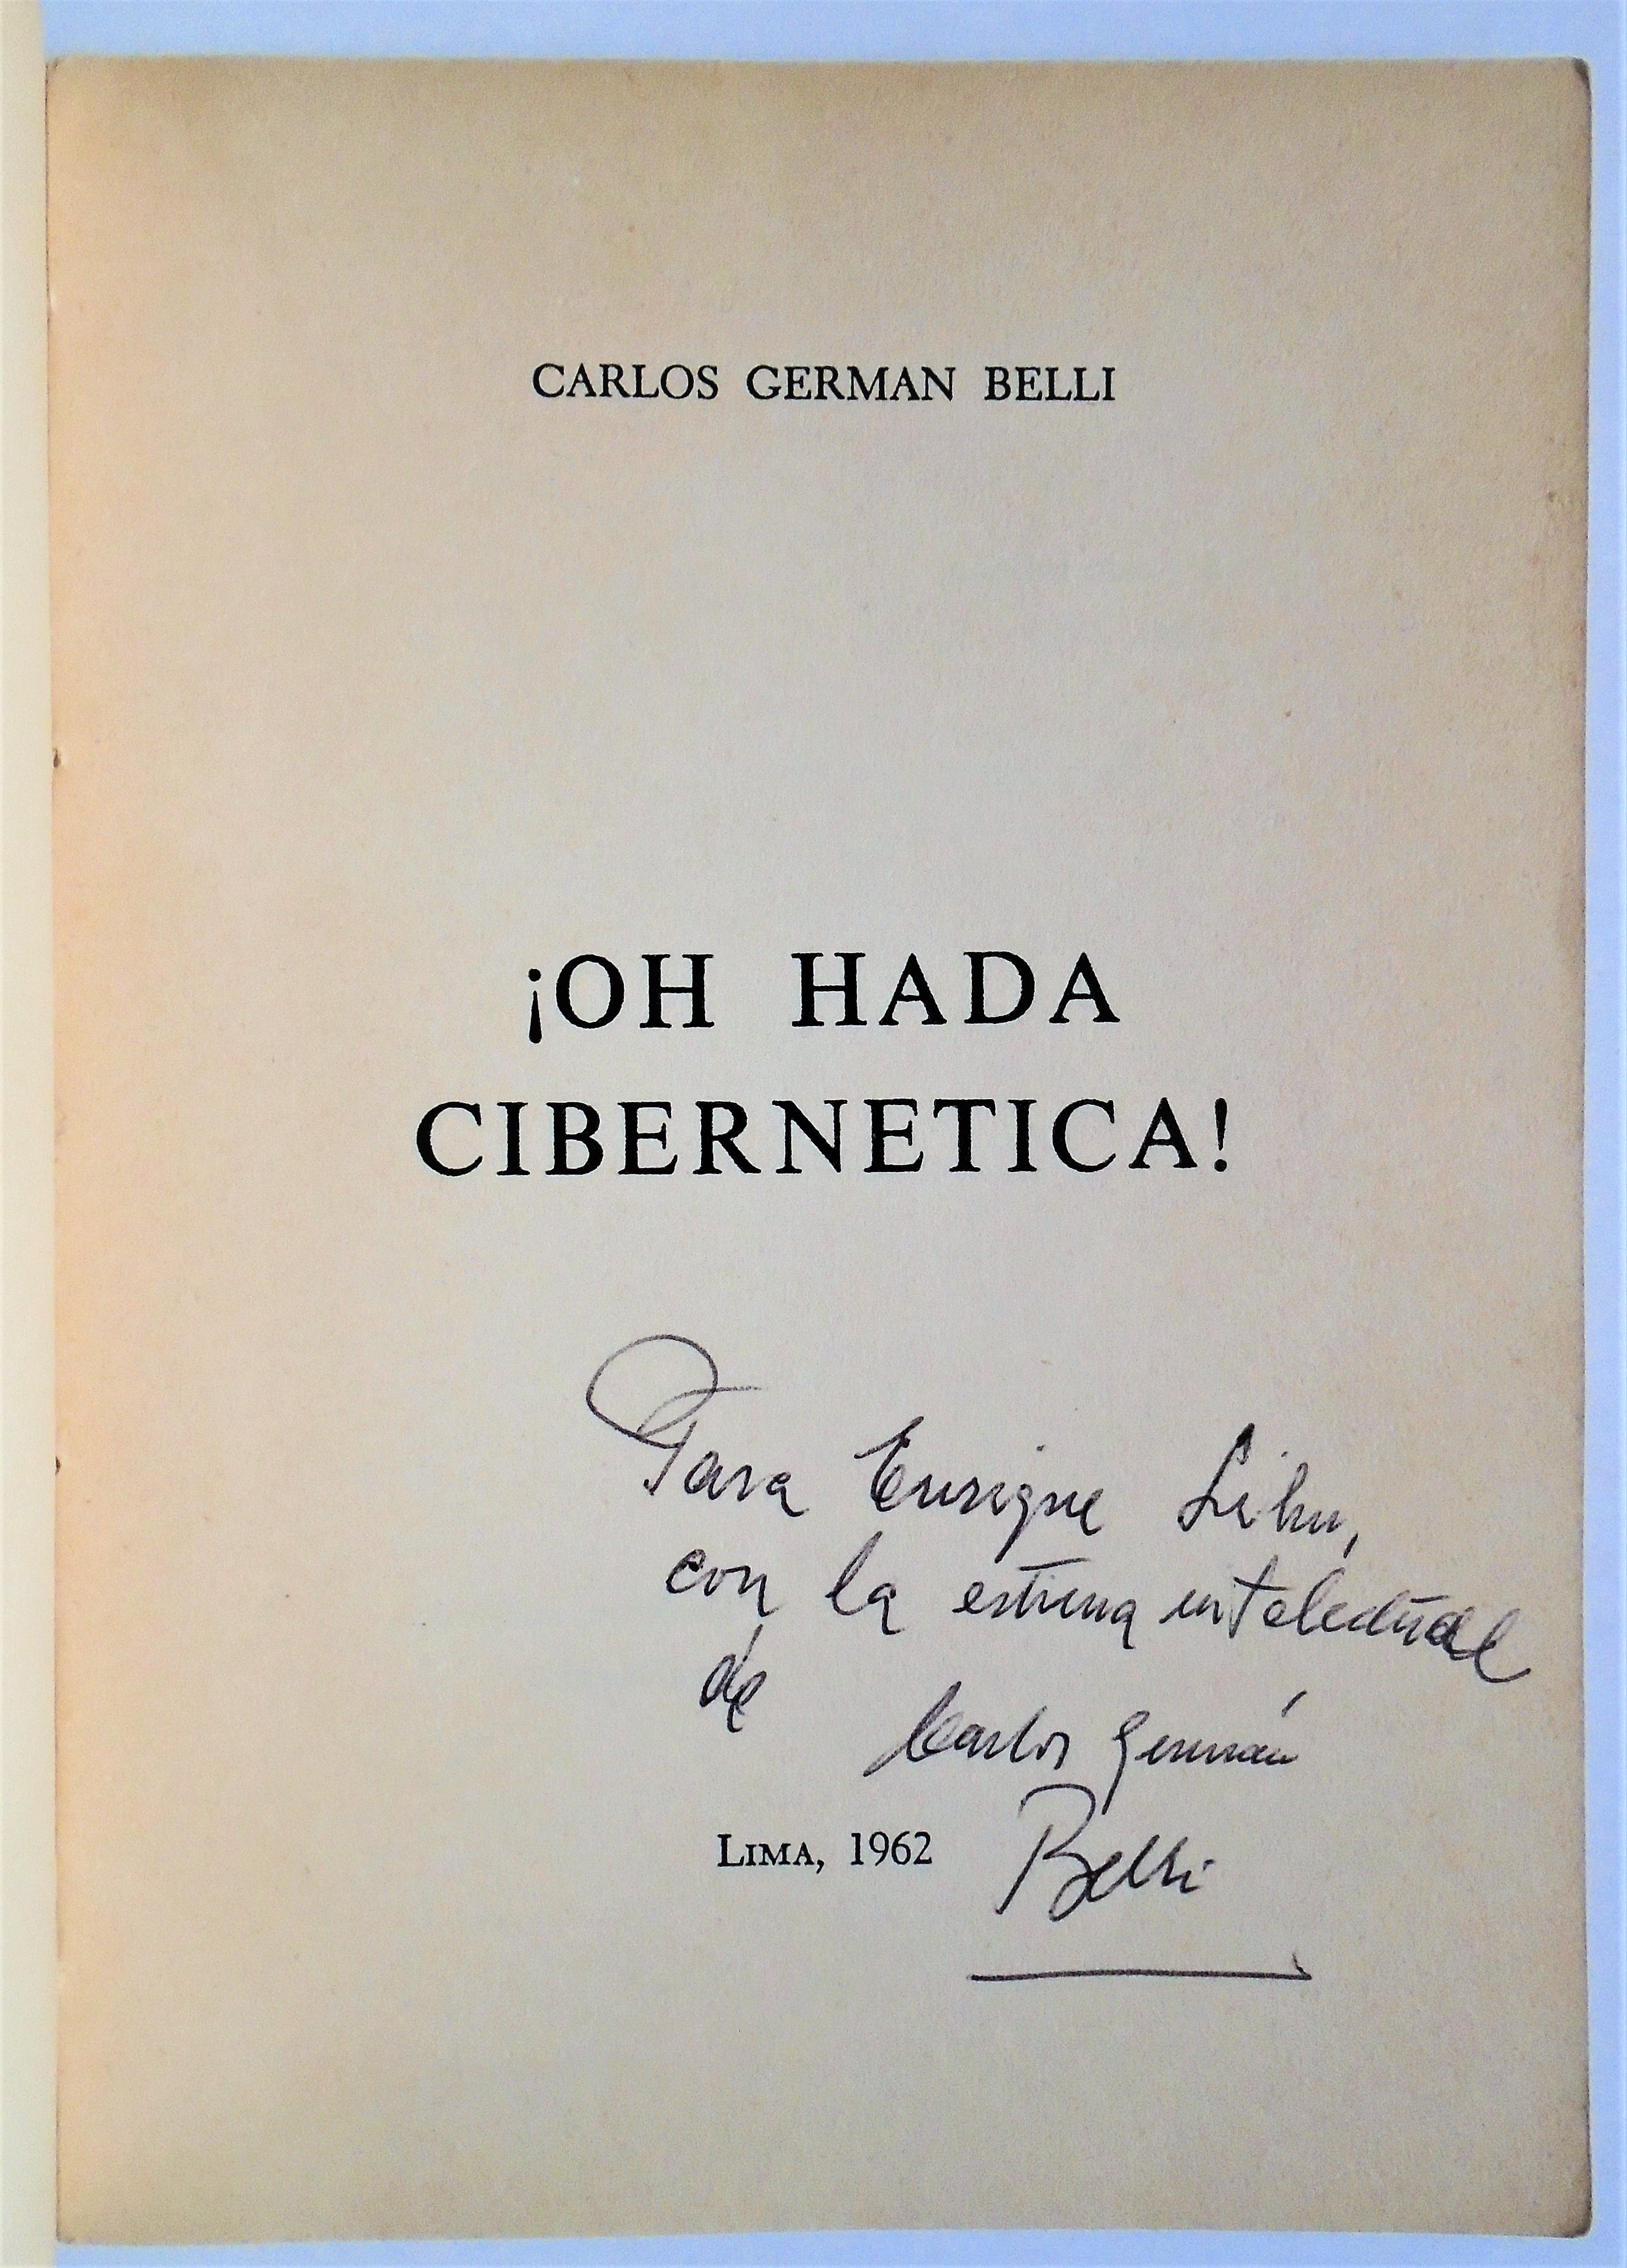 CARLOS GERMAN BELLI
¡OH HADA
CIBERNETICA!
Para Enrique Lihn,
con la estima intelectual
de Carlos Germán
Belli
LIMA, 1962